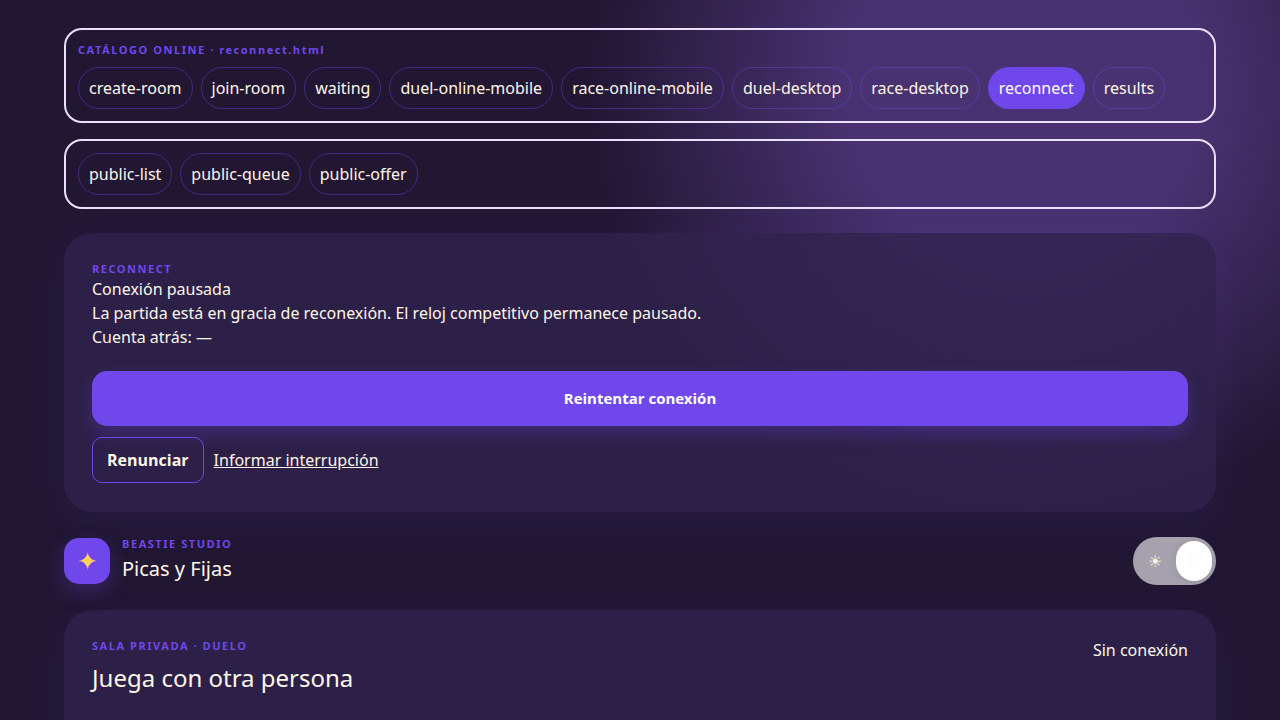 CATÁLOGO ONLINE · reconnect.html
create-room join-room waiting duel-online-mobile race-online-mobile duel-desktop race-desktop reconnect results
public-list public-queue public-offer
RECONNECT
Conexión pausada
La partida está en gracia de reconexión. El reloj competitivo permanece pausado.
Cuenta atrás: —
Reintentar conexión
Renunciar Informar interrupción
BEASTIE STUDIO
Picas y Fijas
SALA PRIVADA · DUELO
Sin conexión
Juega con otra persona